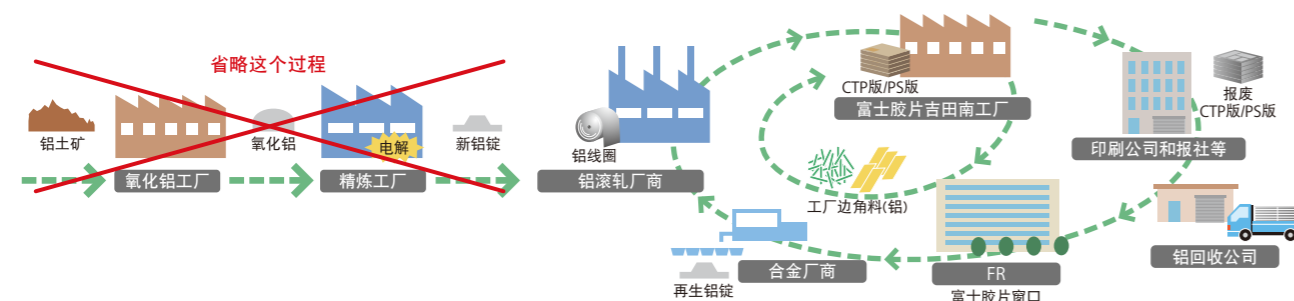 省略这个过程
铝土矿
氧化铝
电解
新铝锭
氧化铝工厂
精炼工厂
铝线圈
铝滚轧厂商
CTP版/PS版
富士胶片吉田南工厂
工厂边角料(铝)
报废
CTP版/PS版
印刷公司和报社等
铝回收公司
FR
富士胶片窗口
合金厂商
再生铝锭